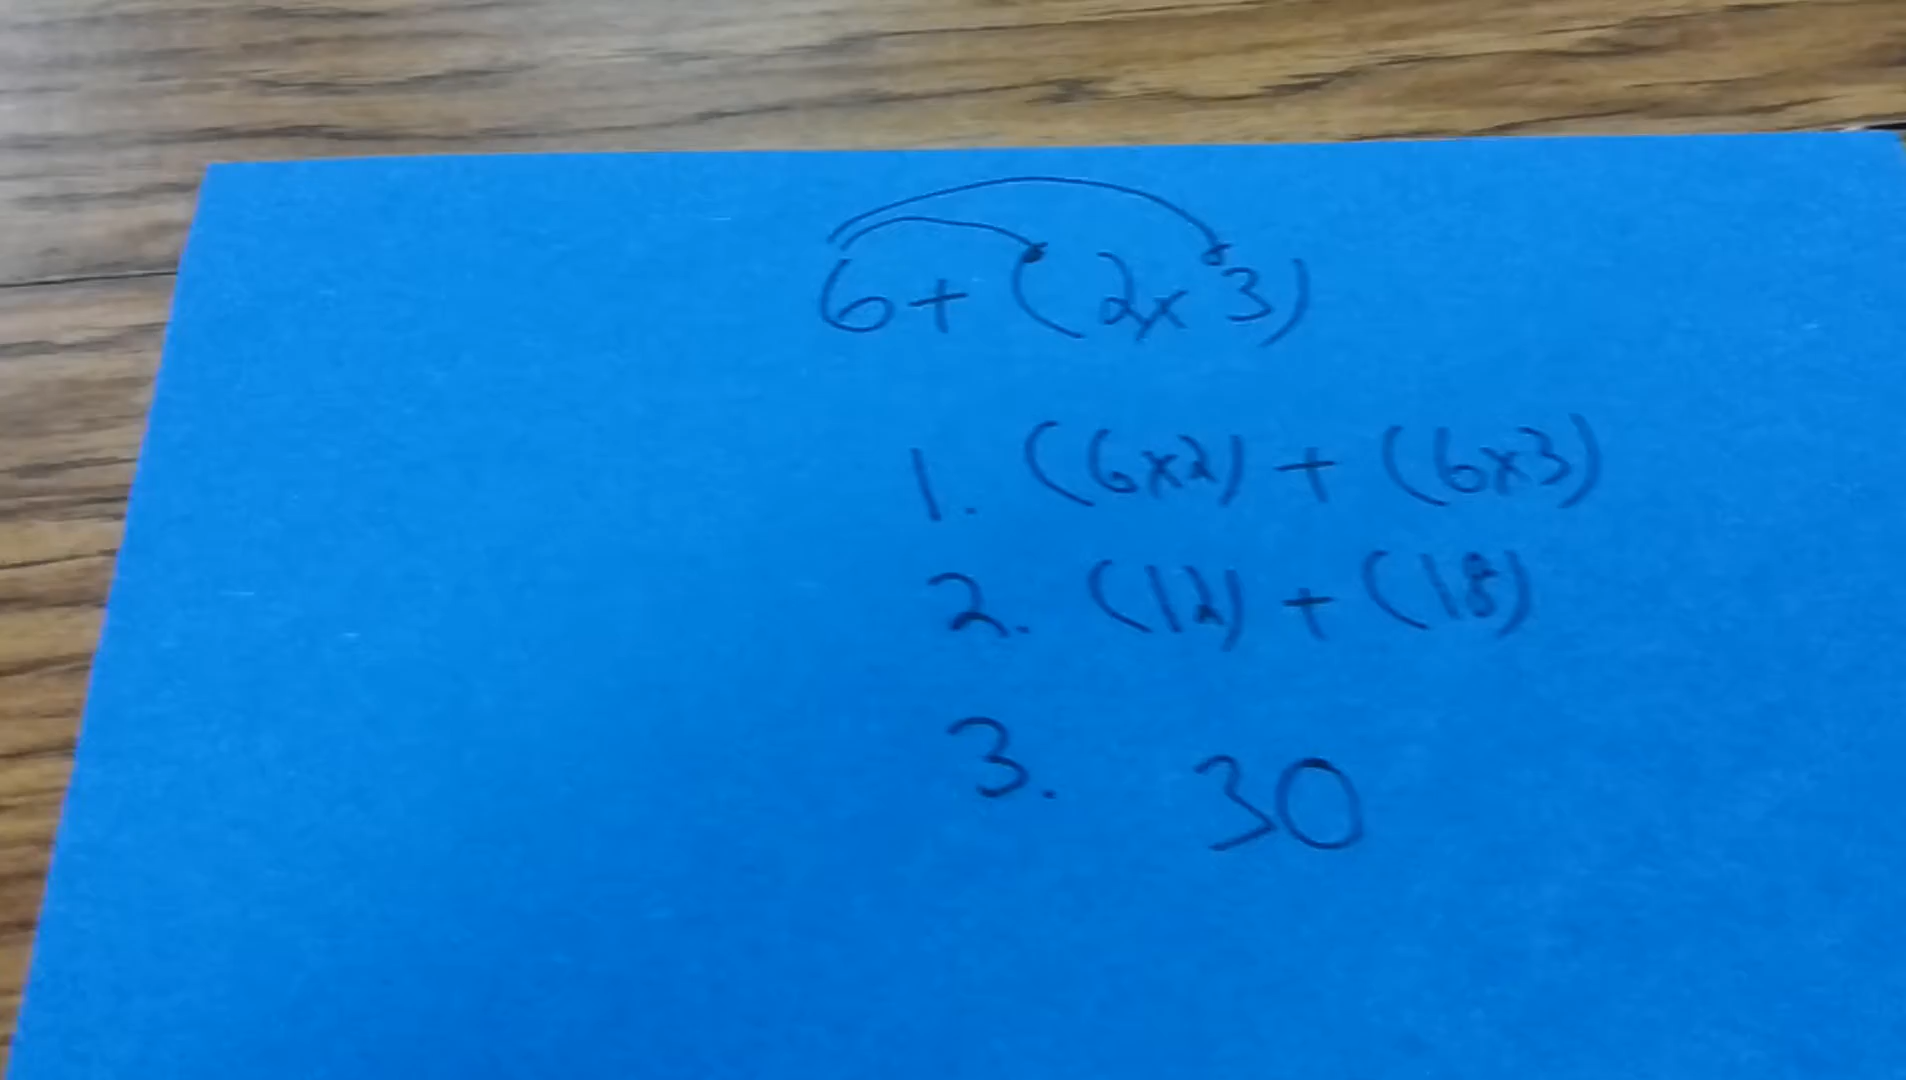 6+(2x3)
1. (6x2) + (6x3)
2. (12) + (18)
3. 30